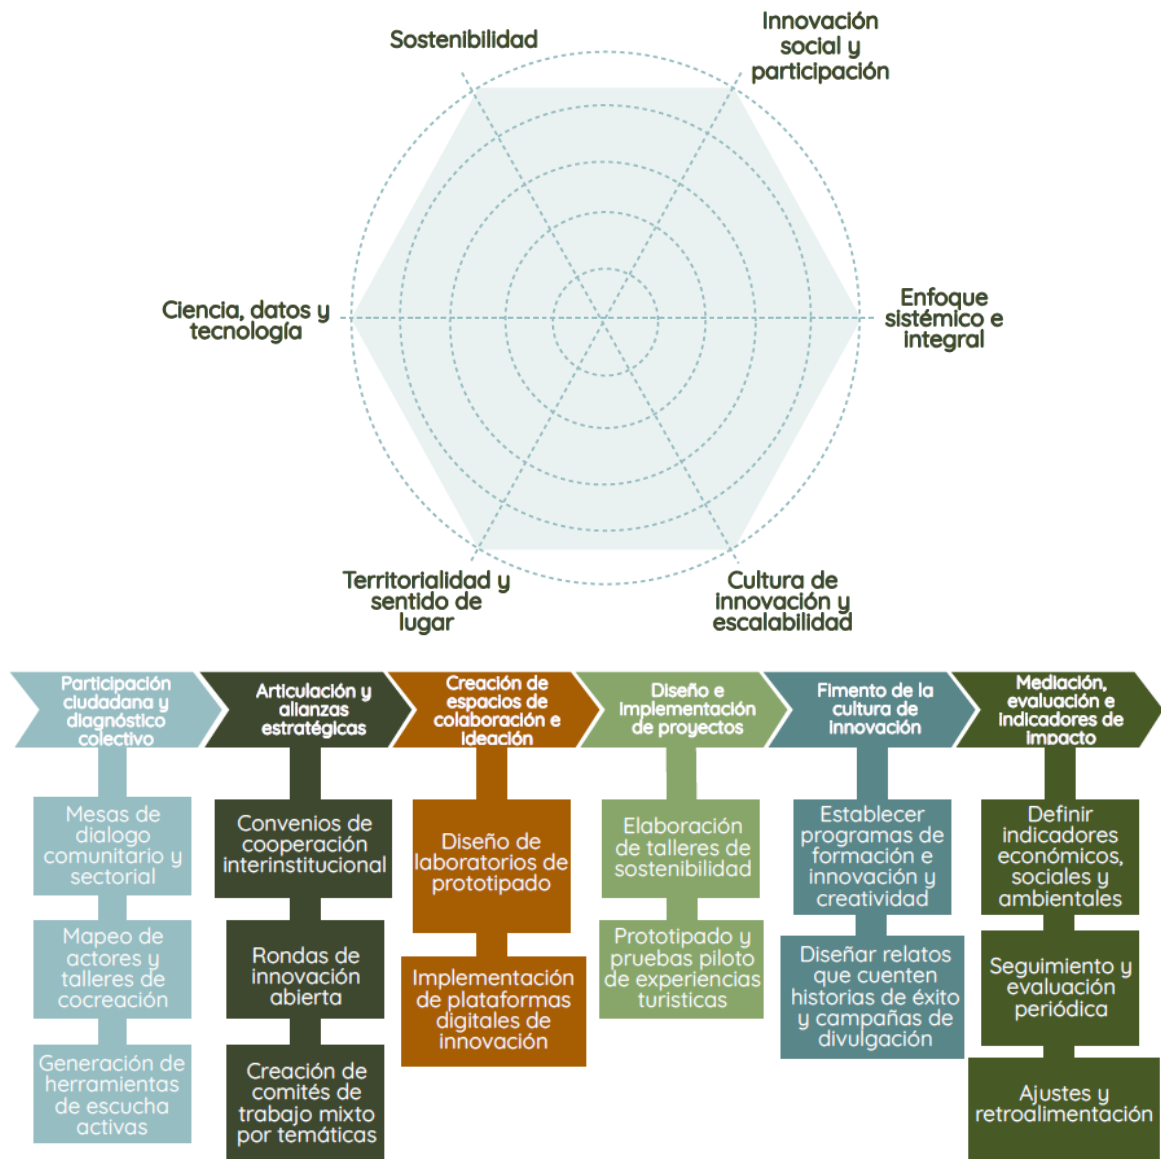 Sostenibilidad
Innovación
social y
participación
Ciencia, datos y
tecnología
Enfoque
sistémico e
integral
Territorialidad y
sentido de
lugar
Cultura de
innovación y
escalabilidad
Participación
ciudadana y
diagnóstico
colectivo
Articulación y
alianzas
estratégicas
Creación de
espacios de
colaboración e
Ideación
Diseño e
implementación
de proyectos
Fimento de la
cultura de
innovación
Mediación,
evaluación e
indicadores de
impacto
Mesas de
dialogo
comunitario y
sectorial
Mapeo de
actores y
talleres de
cocreación
Generación de
herramientas
de escucha
activas
Convenios de
cooperación
interinstitucional
Rondas de
innovación
abierta
Creación de
comités de
trabajo mixto
por temáticas
Diseño de
laboratorios de
prototipado
Implementación
de plataformas
digitales de
innovación
Elaboración
de talleres de
sostenibilidad
Prototipado y
pruebas piloto
de experiencias
turisticas
Establecer
programas de
formación e
innovación y
creatividad
Diseñar relatos
que cuenten
historias de éxito
y campañas de
divulgación
Definir
indicadores
económicos,
sociales y
ambientales
Seguimiento y
evaluación
periódica
Ajustes y
retroalimentación